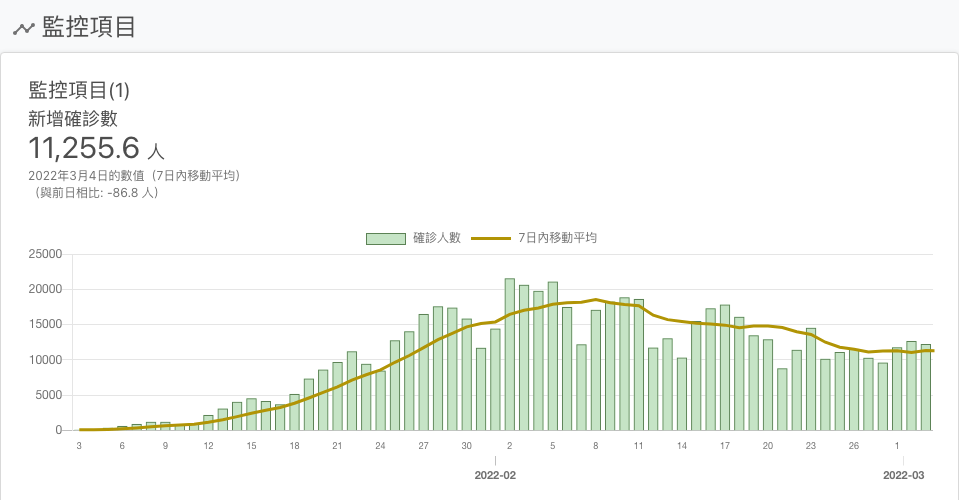 監控項目
監控項目(1)
新增確診數
11,255.6 人
2022年3月4日的數值（7日內移動平均）
（與前日相比: -86.8 人）
確診人數 7日內移動平均
25000
20000
15000
10000
5000
0
3 6 9 12 15 18 21 24 27 30 2 5 8 11 14 17 20 23 26 1
2022-02 2022-03